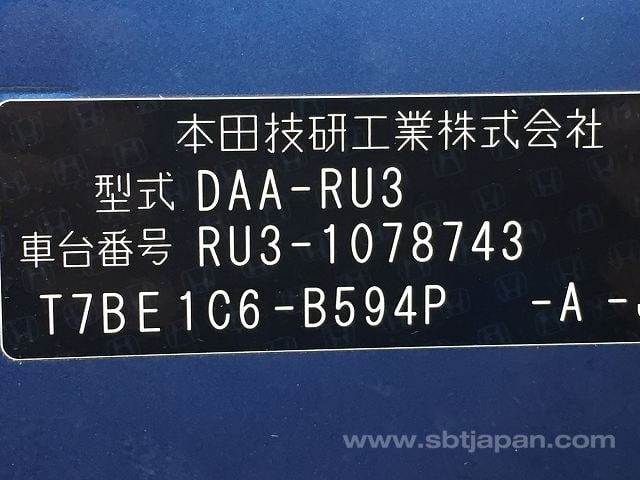 本田技研工業株式会社
型式 DAA-RU3
車台番号 RU3-1078743
T7BE1C6-B594P -A-
www.sbtjapan.com